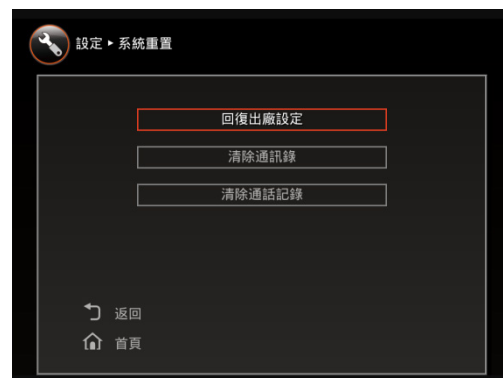 設定 ▸ 系統重置
回復出廠設定
清除通訊錄
清除通話記錄
返回
首頁